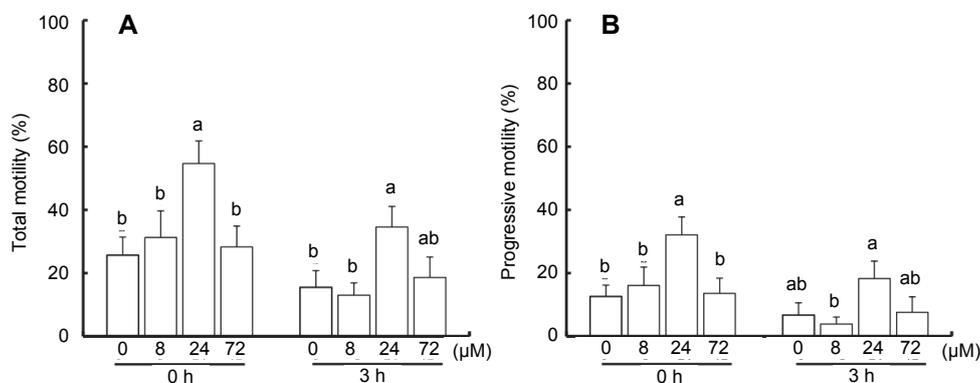 A
Total motility (%)
100
80
60
40
20
0
b
b
a
b
b
b
a
ab
0 8 24 72 0 8 24 72 (µM)
0 h 3 h
B
Progressive motility (%)
100
80
60
40
20
0
b
b
a
b
ab
b
a
ab
0 8 24 72 0 8 24 72 (µM)
0 h 3 h